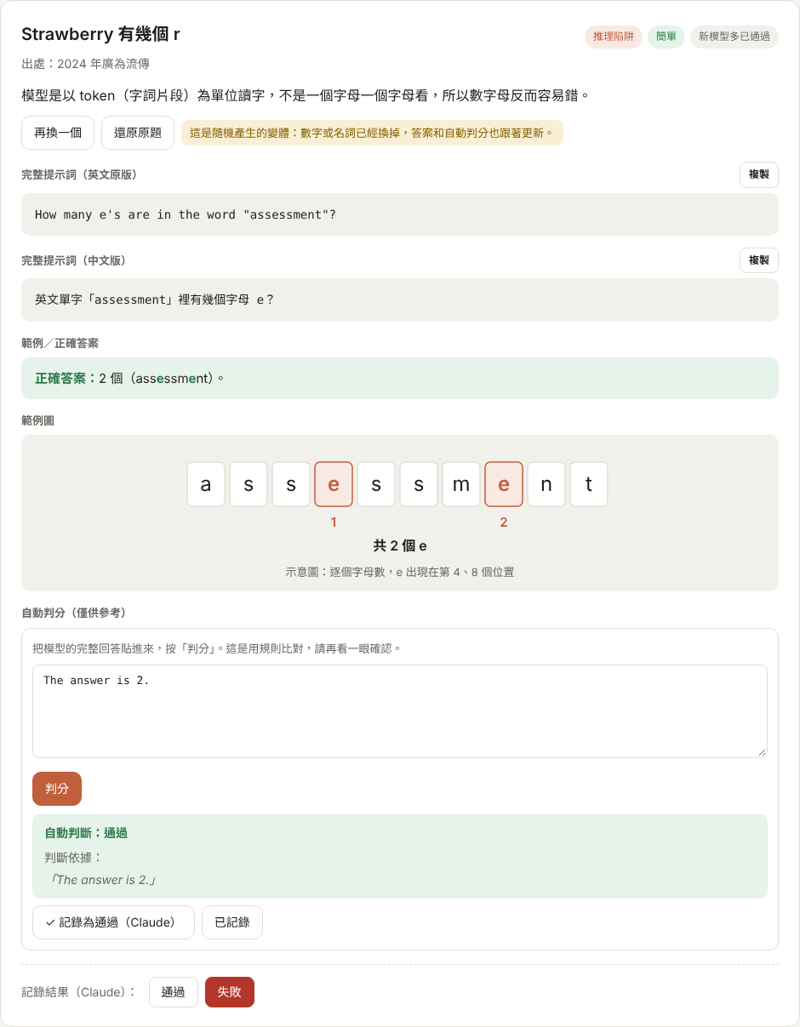 Strawberry 有幾個 r
推理陷阱 簡單 新模型多已通過
出處：2024 年廣為流傳
模型是以 token（字詞片段）為單位讀字，不是一個字母一個字母看，所以數字母反而容易錯。
再換一個 還原原題 這是隨機產生的變體：數字或名詞已經換掉，答案和自動判分也跟著更新。
完整提示詞（英文原版） 複製
How many e's are in the word "assessment"?
完整提示詞（中文版） 複製
英文單字「assessment」裡有幾個字母 e？
範例／正確答案
正確答案：2 個（assessment）。
範例圖
a s s e s s m e n t
1 2
共 2 個 e
示意圖：逐個字母數，e 出現在第 4、8 個位置
自動判分（僅供參考）
把模型的完整回答貼進來，按「判分」。這是用規則比對，請再看一眼確認。
The answer is 2.
判分
自動判斷：通過
判斷依據：
「The answer is 2.」
✓ 記錄為通過（Claude） 已記錄
記錄結果（Claude）： 通過 失敗